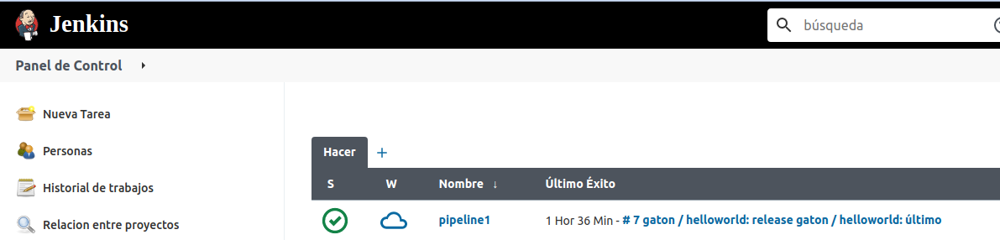 Jenkins
búsqueda
Panel de Control
Nueva Tarea
Personas
Historial de trabajos
Relacion entre proyectos
Hacer +
S W Nombre ↓ Último Éxito
pipeline1 1 Hor 36 Min - # 7 gaton / helloworld: release gaton / helloworld: último